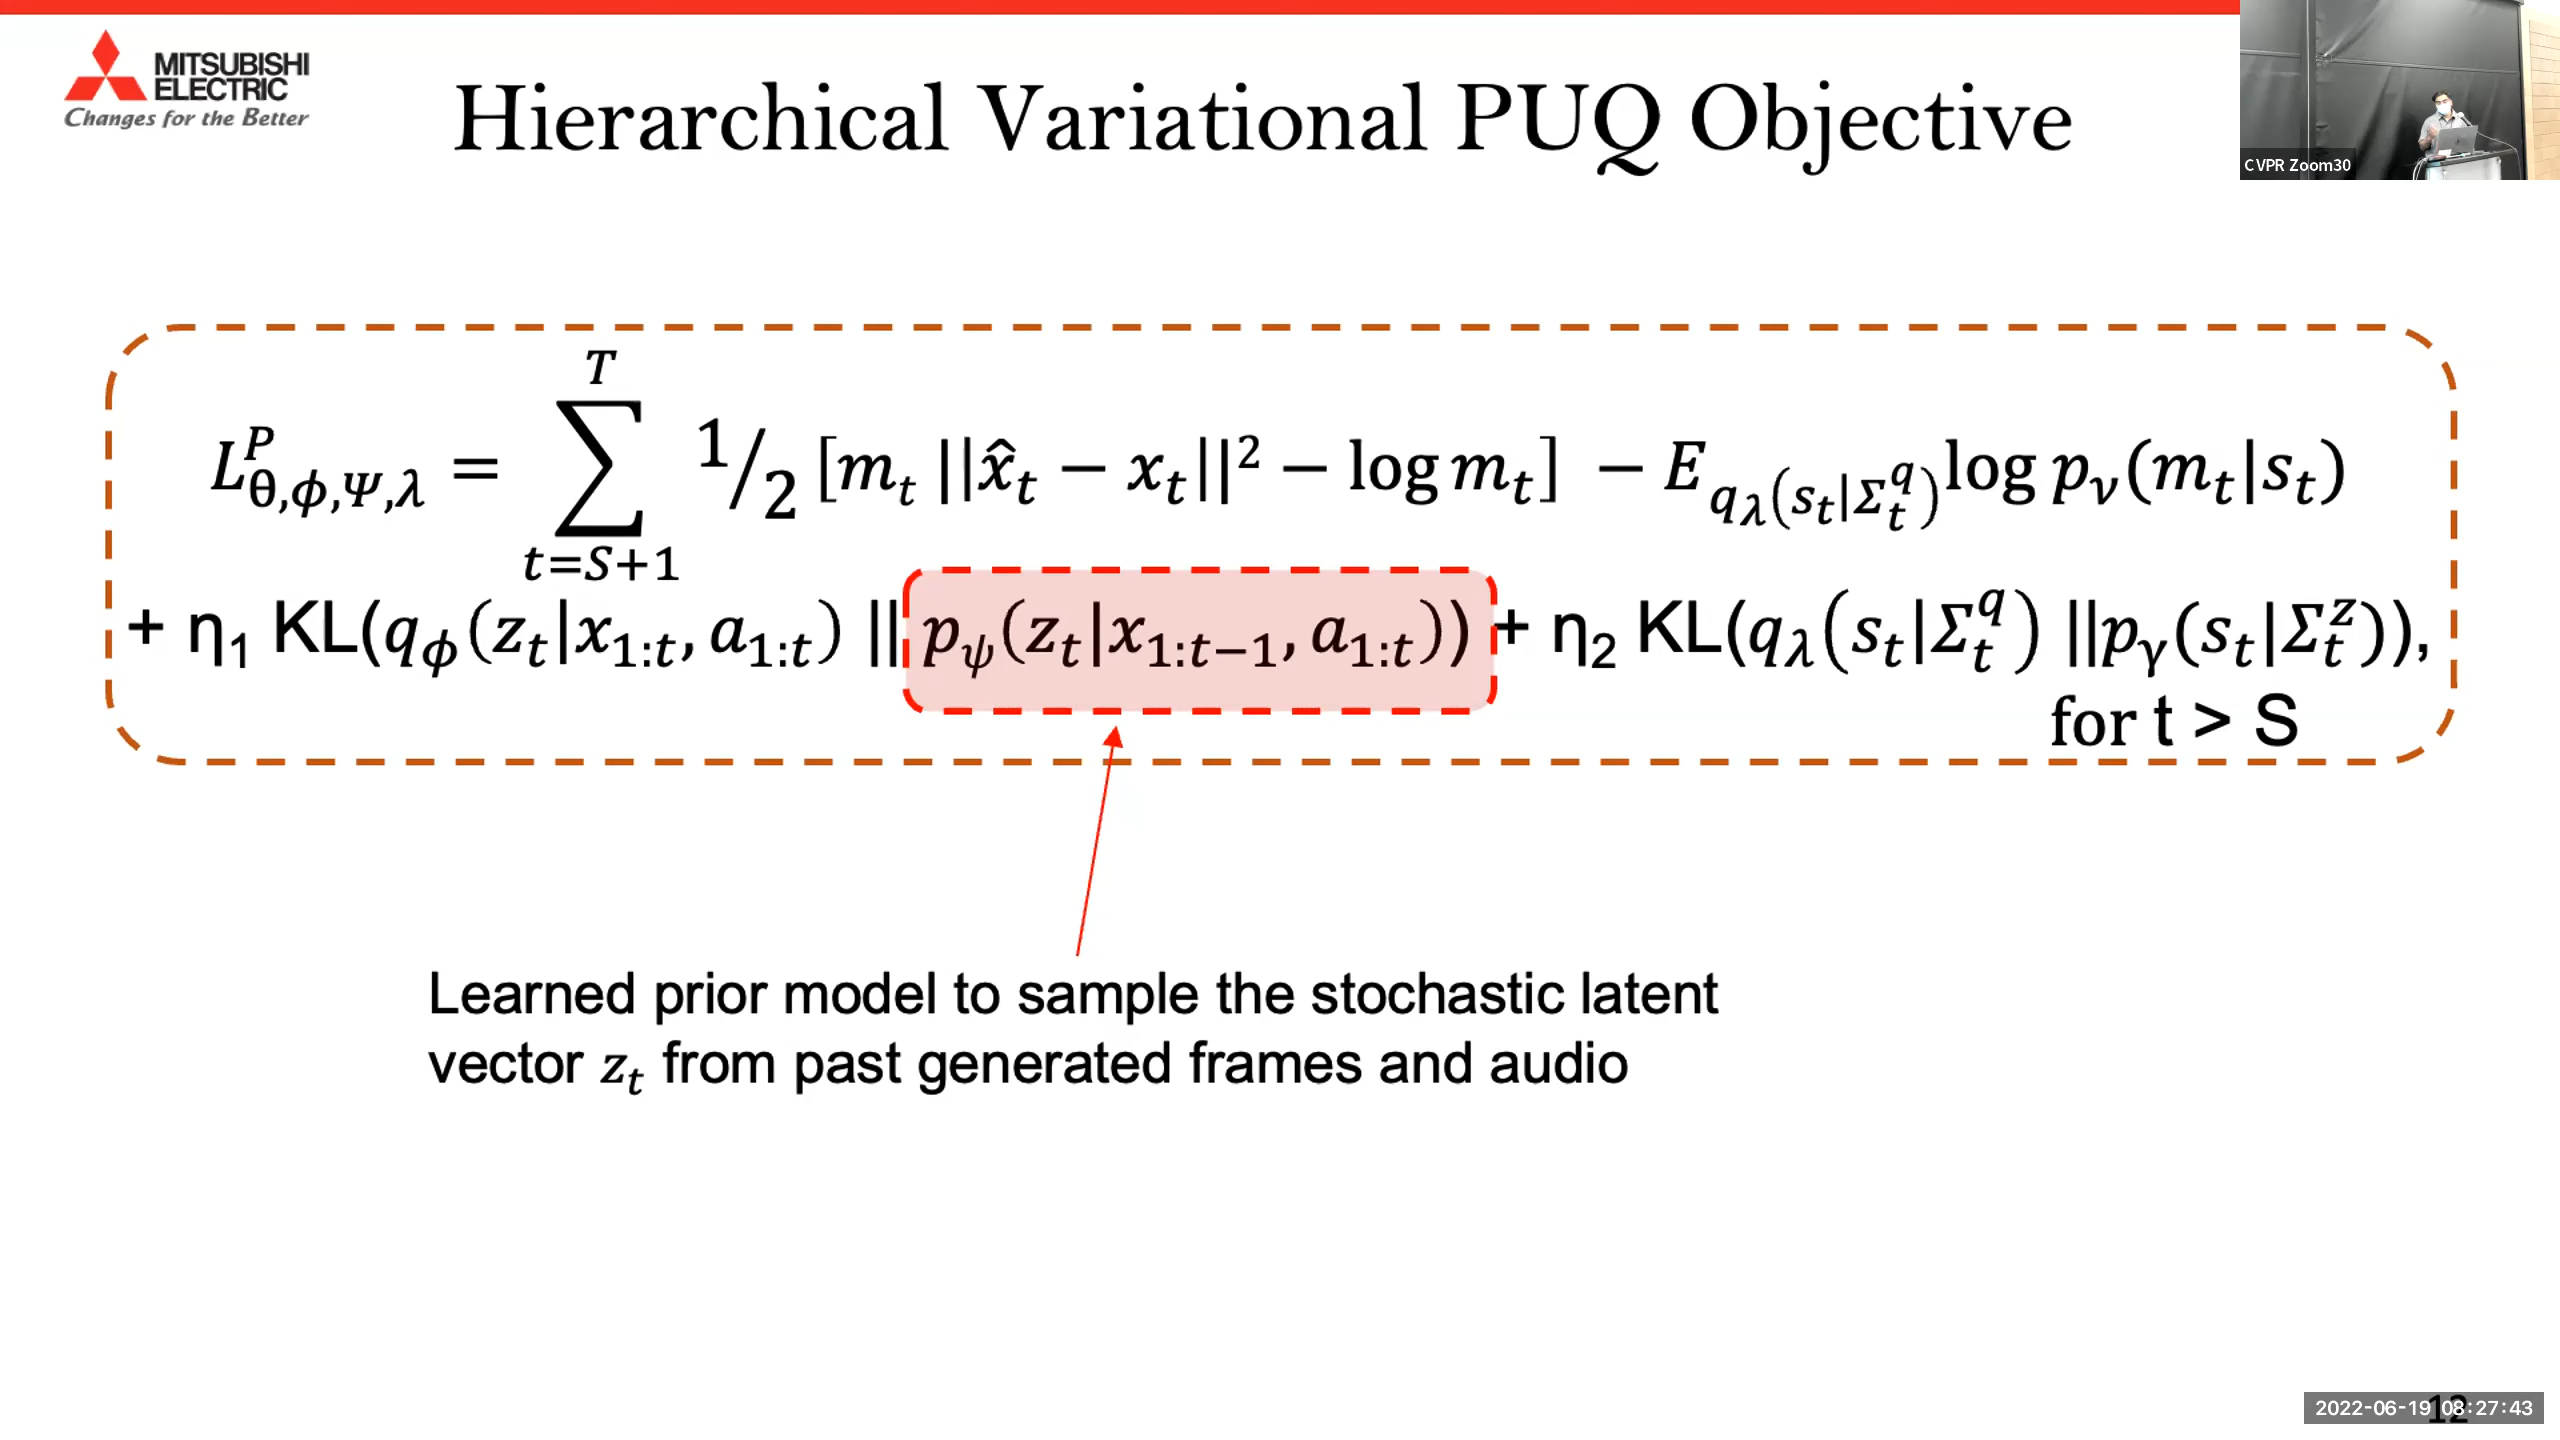 MITSUBISHI
ELECTRIC
Changes for the Better
Hierarchical Variational PUQ Objective
CVPR Zoom30
L^P_{θ,ϕ,Ψ,λ} = ∑_{t=S+1}^{T} 1/2 [m_t ||x̂_t − x_t||² − log m_t] − E_{q_λ(s_t|Σ_t^q)} log p_ν(m_t|s_t)
+ η₁ KL(q_ϕ(z_t|x_{1:t}, a_{1:t}) || p_ψ(z_t|x_{1:t−1}, a_{1:t})) + η₂ KL(q_λ(s_t|Σ_t^q) ||p_γ(s_t|Σ_t^z)),
for t > S
Learned prior model to sample the stochastic latent
vector z_t from past generated frames and audio
12
2022-06-19 08:27:43